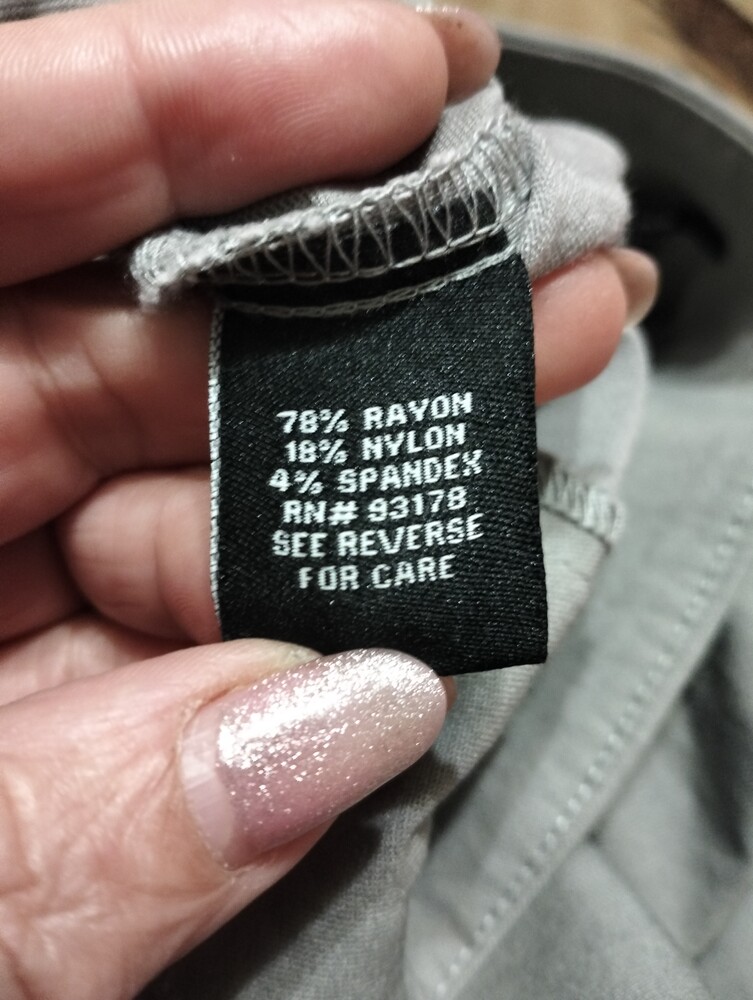 78% RAYON
18% NYLON
4% SPANDEX
RN# 93178
SEE REVERSE
FOR CARE